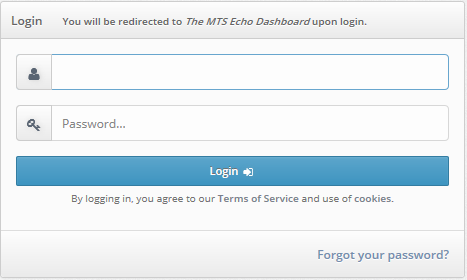 Login You will be redirected to The MTS Echo Dashboard upon login.
Password...
Login
By logging in, you agree to our Terms of Service and use of cookies.
Forgot your password?